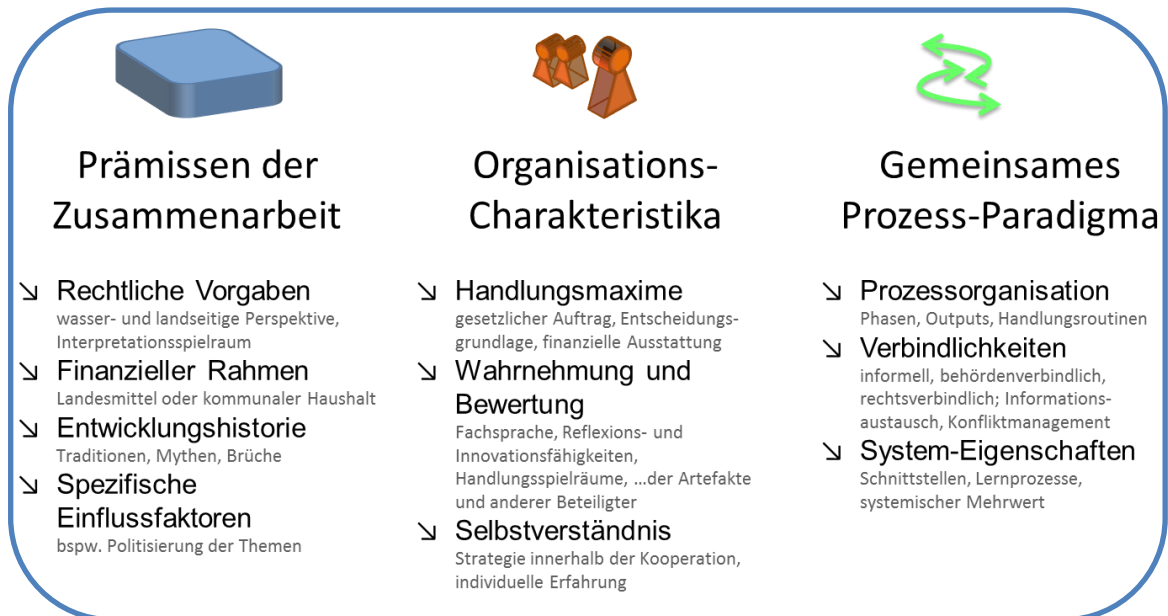 Prämissen der
Zusammenarbeit
↘ Rechtliche Vorgaben
wasser- und landseitige Perspektive,
Interpretationsspielraum
↘ Finanzieller Rahmen
Landesmittel oder kommunaler Haushalt
↘ Entwicklungshistorie
Traditionen, Mythen, Brüche
↘ Spezifische
Einflussfaktoren
bspw. Politisierung der Themen
Organisations-
Charakteristika
↘ Handlungsmaxime
gesetzlicher Auftrag, Entscheidungs-
grundlage, finanzielle Ausstattung
↘ Wahrnehmung und
Bewertung
Fachsprache, Reflexions- und
Innovationsfähigkeiten,
Handlungsspielräume, …der Artefakte
und anderer Beteiligter
↘ Selbstverständnis
Strategie innerhalb der Kooperation,
individuelle Erfahrung
Gemeinsames
Prozess-Paradigma
↘ Prozessorganisation
Phasen, Outputs, Handlungsroutinen
↘ Verbindlichkeiten
informell, behördenverbindlich,
rechtsverbindlich; Informations-
austausch, Konfliktmanagement
↘ System-Eigenschaften
Schnittstellen, Lernprozesse,
systemischer Mehrwert